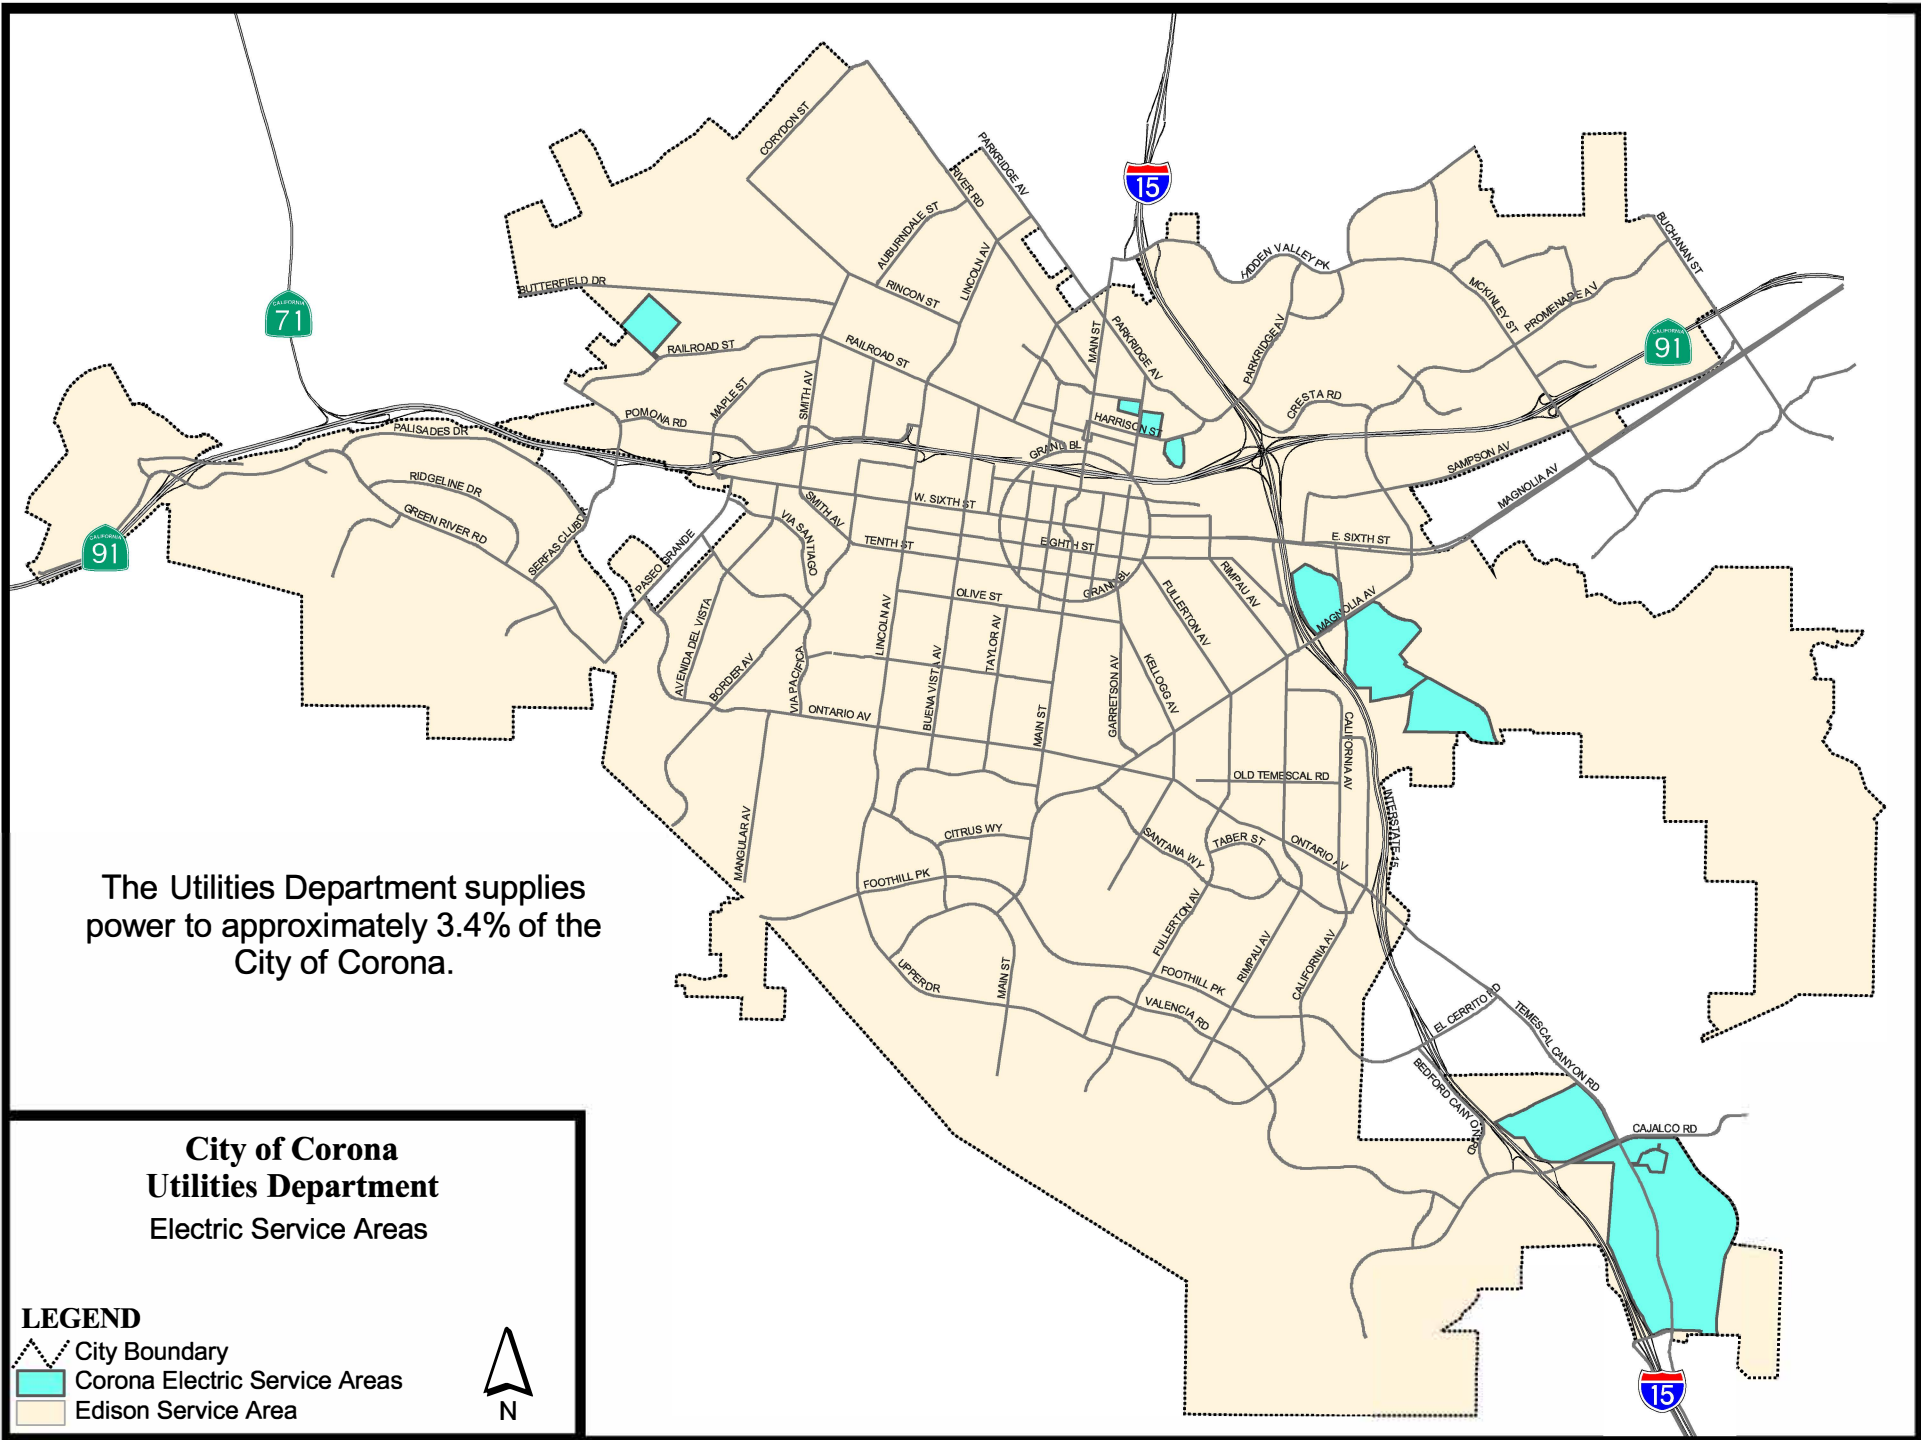 CORYDON ST
PARKRIDGE AV
RIVER RD
15
AUBURNDALE ST
BUCHANAN ST
HIDDEN VALLEY PK
LINCOLN AV
BUTTERFIELD DR
RINCON ST
MCKINLEY ST
PROMENADE AV
CALIFORNIA
71
MAIN ST
PARKRIDGE AV
PARKRIDGE AV
CALIFORNIA
91
RAILROAD ST
RAILROAD ST
MAPLE ST
SMITH AV
CRESTA RD
POMONA RD
HARRISON ST
PALISADES DR
GRAND BL
SAMPSON AV
RIDGELINE DR
MAGNOLIA AV
W. SIXTH ST
SMITH AV
GREEN RIVER RD
VIA SANTIAGO
SERFAS CLUB DR
CALIFORNIA
91
TENTH ST
EIGHTH ST
E. SIXTH ST
PASEO GRANDE
GRAND BL
RIMPAU AV
OLIVE ST
FULLERTON AV
MAGNOLIA AV
AVENIDA DEL VISTA
LINCOLN AV
TAYLOR AV
BORDER AV
VIA PACIFICA
BUENA VISTA AV
GARRETSON AV
KELLOGG AV
ONTARIO AV
MAIN ST
CALIFORNIA AV
OLD TEMESCAL RD
INTERSTATE 15
MANGULAR AV
CITRUS WY
SANTANA WY
TABER ST
ONTARIO AV
FOOTHILL PK
The Utilities Department supplies
power to approximately 3.4% of the
City of Corona.
FULLERTON AV
RIMPAU AV
CALIFORNIA AV
UPPER DR
MAIN ST
FOOTHILL PK
VALENCIA RD
EL CERRITO RD
TEMESCAL CANYON RD
BEDFORD CANYON RD
CAJALCO RD
City of Corona
Utilities Department
Electric Service Areas
LEGEND
City Boundary
Corona Electric Service Areas
Edison Service Area
N
15